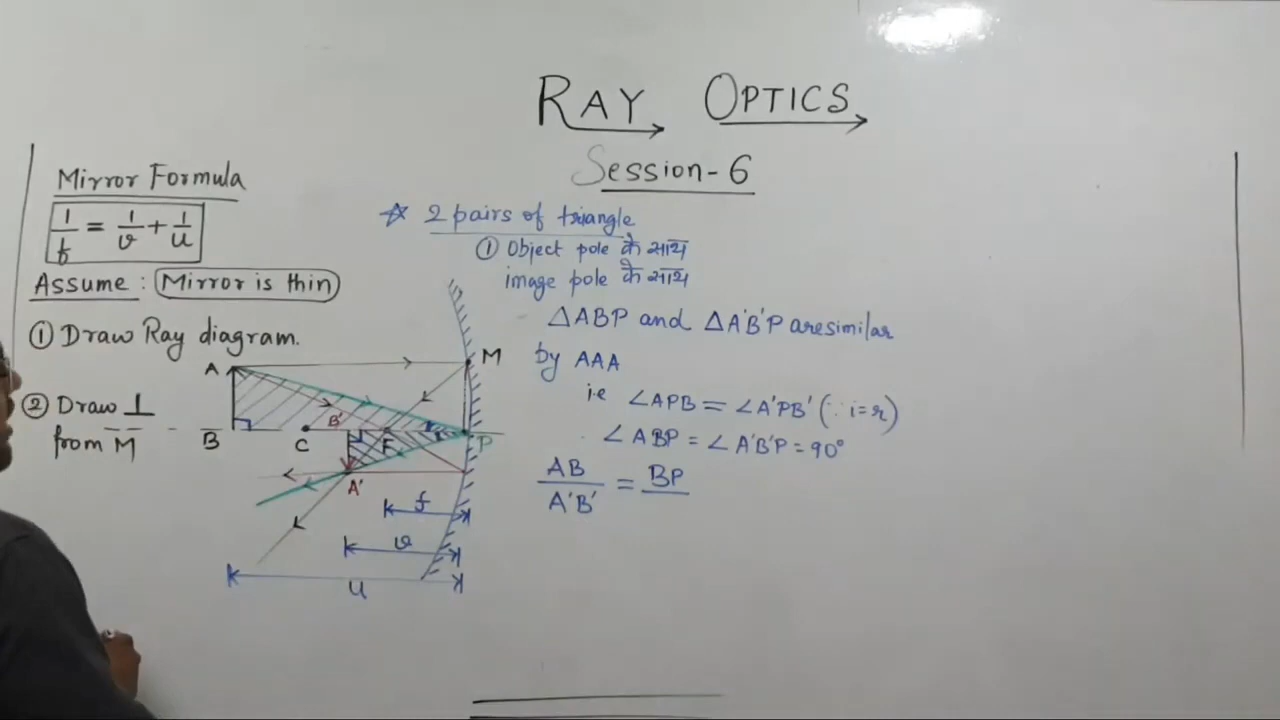 RAY OPTICS
Session-6
Mirror Formula
1/f = 1/v + 1/u
Assume : Mirror is thin
① Draw Ray diagram.
② Draw ⊥
from M
☆ 2 pairs of triangle
① Object pole के साथ
image pole के साथ
△ABP and △A'B'P are similar
by AAA
i.e ∠APB = ∠A'PB' (∵ i=r)
∠ABP = ∠A'B'P = 90°
AB/A'B' = BP
A
M
B
C
B'
F
P
A'
f
v
u